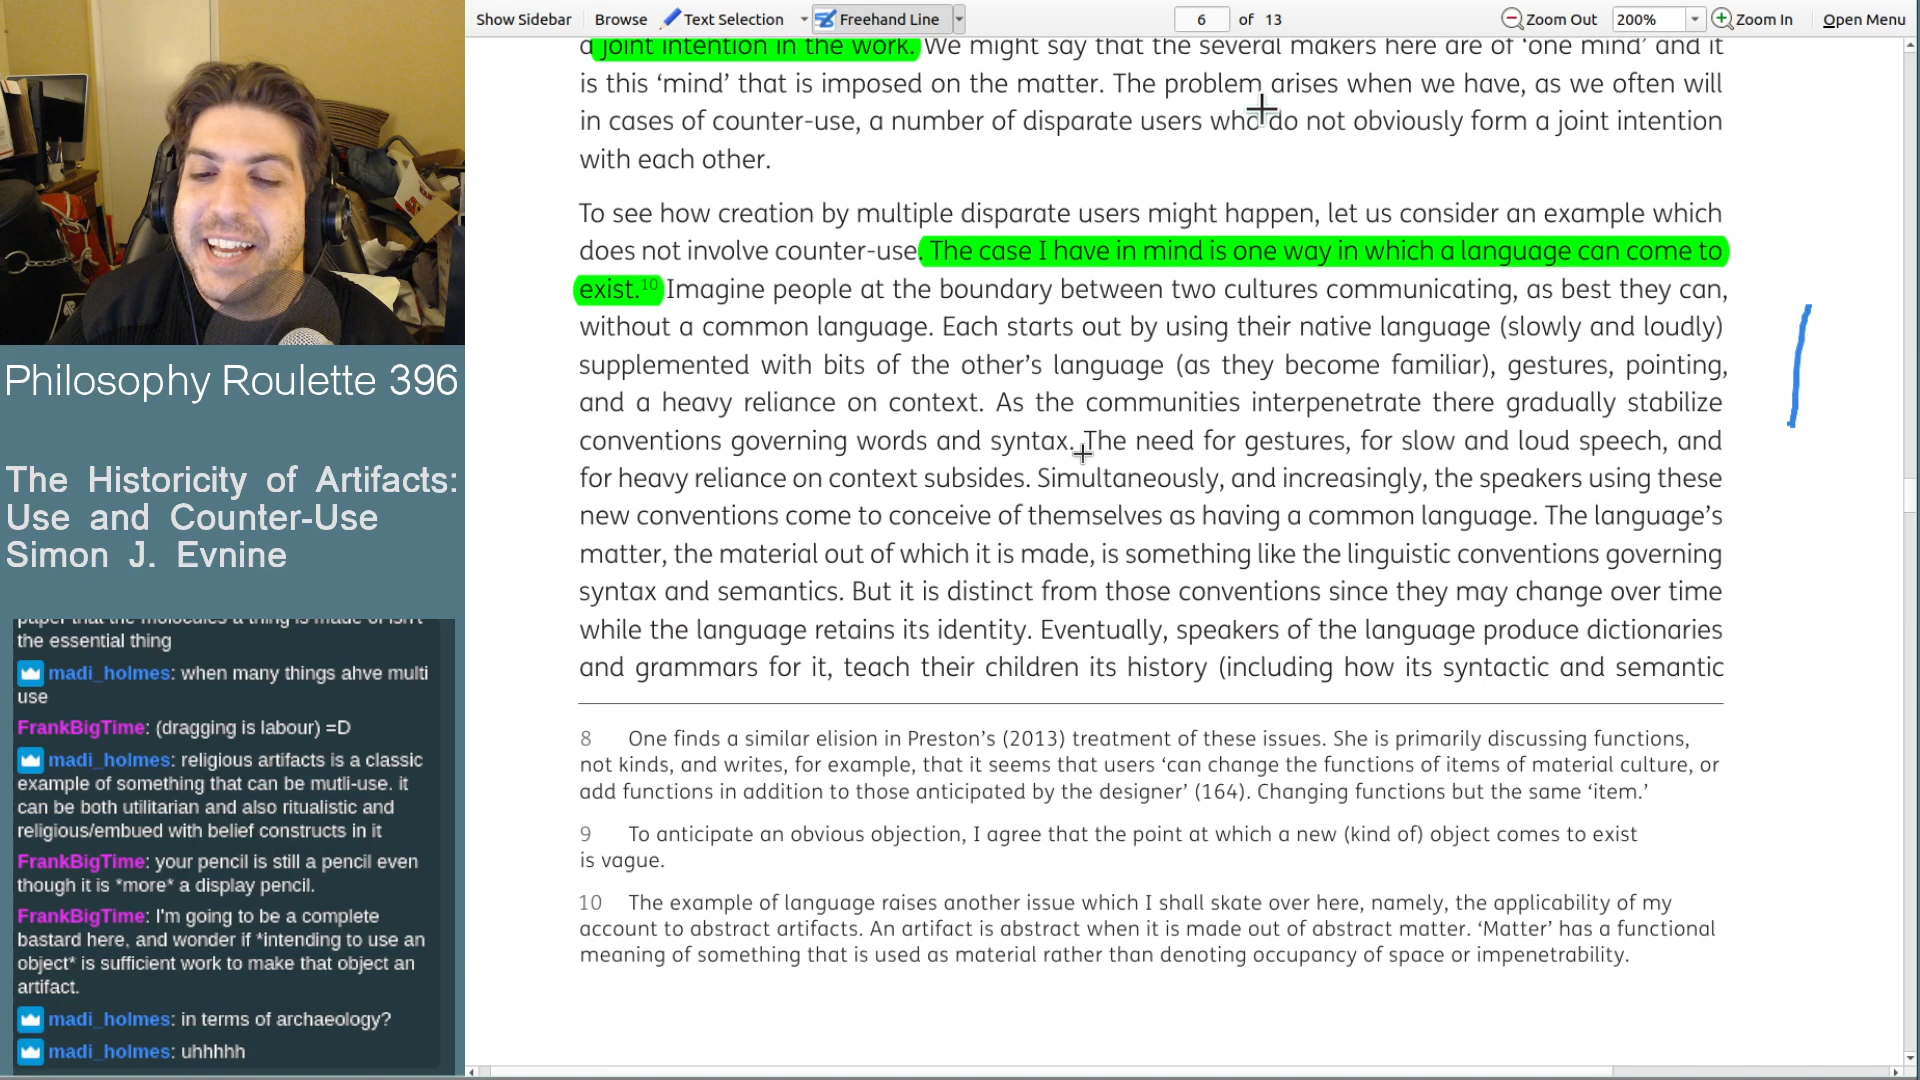 Show Sidebar Browse Text Selection Freehand Line 6 of 13 Zoom Out 200% Zoom In Open Menu
a joint intention in the work. We might say that the several makers here are of ‘one mind’ and it
is this ‘mind’ that is imposed on the matter. The problem arises when we have, as we often will
in cases of counter-use, a number of disparate users who do not obviously form a joint intention
with each other.
To see how creation by multiple disparate users might happen, let us consider an example which
does not involve counter-use. The case I have in mind is one way in which a language can come to
exist.10 Imagine people at the boundary between two cultures communicating, as best they can,
without a common language. Each starts out by using their native language (slowly and loudly)
supplemented with bits of the other’s language (as they become familiar), gestures, pointing,
and a heavy reliance on context. As the communities interpenetrate there gradually stabilize
conventions governing words and syntax. The need for gestures, for slow and loud speech, and
for heavy reliance on context subsides. Simultaneously, and increasingly, the speakers using these
new conventions come to conceive of themselves as having a common language. The language’s
matter, the material out of which it is made, is something like the linguistic conventions governing
syntax and semantics. But it is distinct from those conventions since they may change over time
while the language retains its identity. Eventually, speakers of the language produce dictionaries
and grammars for it, teach their children its history (including how its syntactic and semantic
8 One finds a similar elision in Preston’s (2013) treatment of these issues. She is primarily discussing functions,
not kinds, and writes, for example, that it seems that users ‘can change the functions of items of material culture, or
add functions in addition to those anticipated by the designer’ (164). Changing functions but the same ‘item.’
9 To anticipate an obvious objection, I agree that the point at which a new (kind of) object comes to exist
is vague.
10 The example of language raises another issue which I shall skate over here, namely, the applicability of my
account to abstract artifacts. An artifact is abstract when it is made out of abstract matter. ‘Matter’ has a functional
meaning of something that is used as material rather than denoting occupancy of space or impenetrability.
Philosophy Roulette 396
The Historicity of Artifacts:
Use and Counter-Use
Simon J. Evnine
paper that the molecules a thing is made of isn't
the essential thing
madi_holmes: when many things ahve multi
use
FrankBigTime: (dragging is labour) =D
madi_holmes: religious artifacts is a classic
example of something that can be mutli-use. it
can be both utilitarian and also ritualistic and
religious/embued with belief constructs in it
FrankBigTime: your pencil is still a pencil even
though it is *more* a display pencil.
FrankBigTime: I'm going to be a complete
bastard here, and wonder if *intending to use an
object* is sufficient work to make that object an
artifact.
madi_holmes: in terms of archaeology?
madi_holmes: uhhhhh